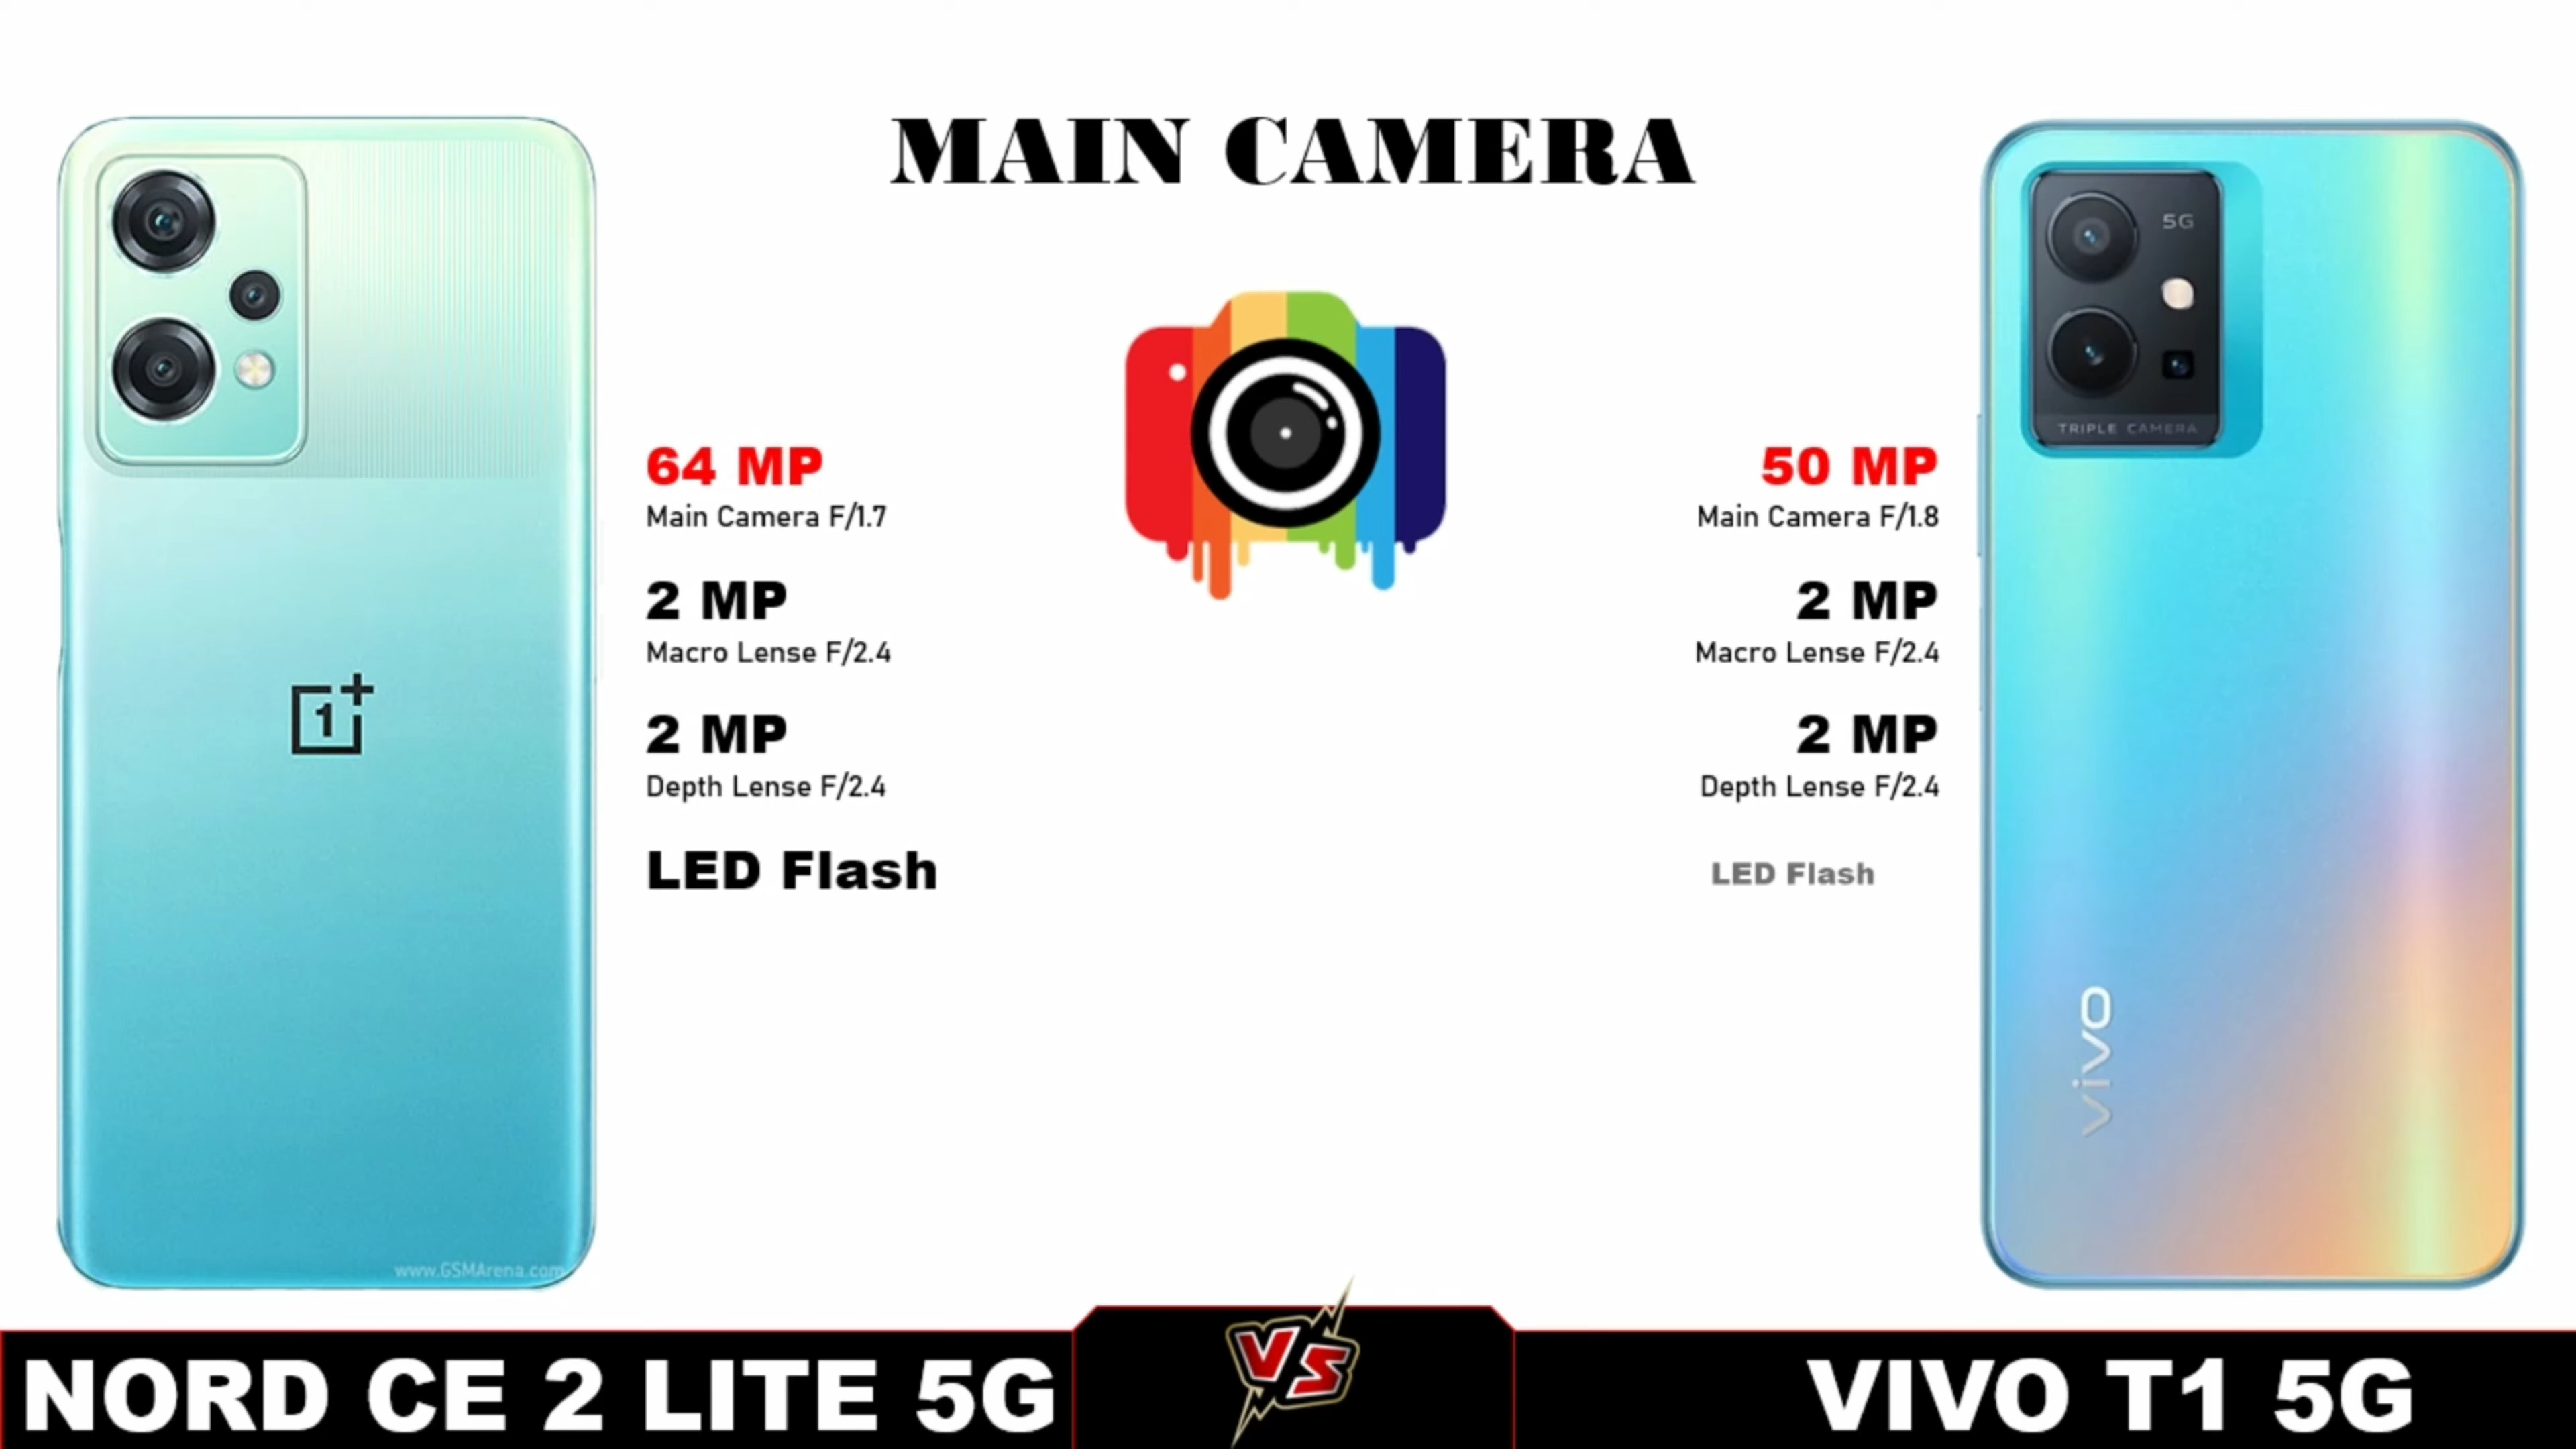 MAIN CAMERA
64 MP
Main Camera F/1.7
2 MP
Macro Lense F/2.4
2 MP
Depth Lense F/2.4
LED Flash
50 MP
Main Camera F/1.8
2 MP
Macro Lense F/2.4
2 MP
Depth Lense F/2.4
LED Flash
1+
www.GSMArena.com
5G
TRIPLE CAMERA
vivo
NORD CE 2 LITE 5G
VS
VIVO T1 5G